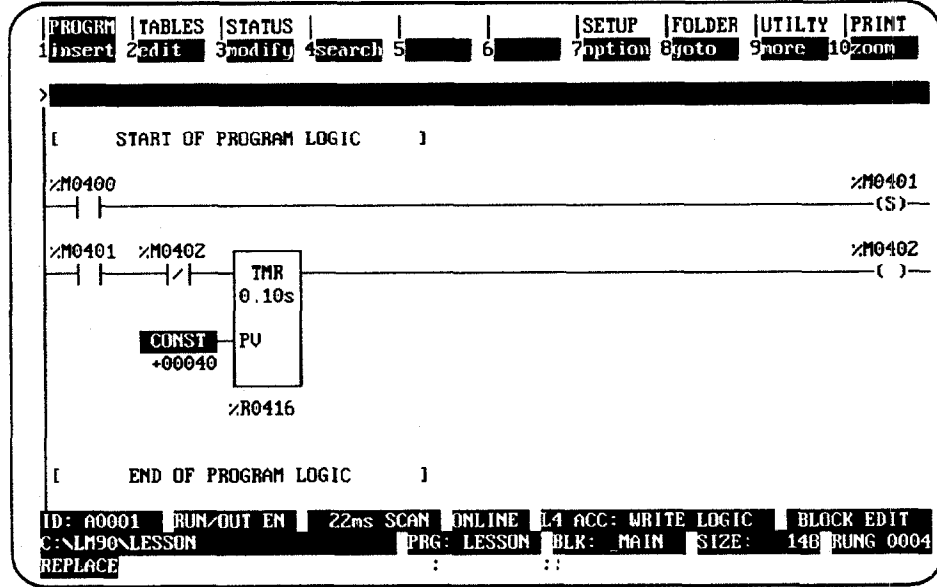 PROGRM |TABLES |STATUS | | |SETUP |FOLDER |UTILTY |PRINT
1insert 2edit 3modify 4search 5 6 7option 8goto 9more 10zoom
>
[ START OF PROGRAM LOGIC ]
%M0400 %M0401
(S)
%M0401 %M0402 %M0402
TMR ( )
0.10s
CONST PV
+00040
%R0416
[ END OF PROGRAM LOGIC ]
ID: A0001 RUN/OUT EN 22ms SCAN ONLINE L4 ACC: WRITE LOGIC BLOCK EDIT
C:\LM90\LESSON PRG: LESSON BLK: _MAIN SIZE: 148 RUNG 0004
REPLACE : ::